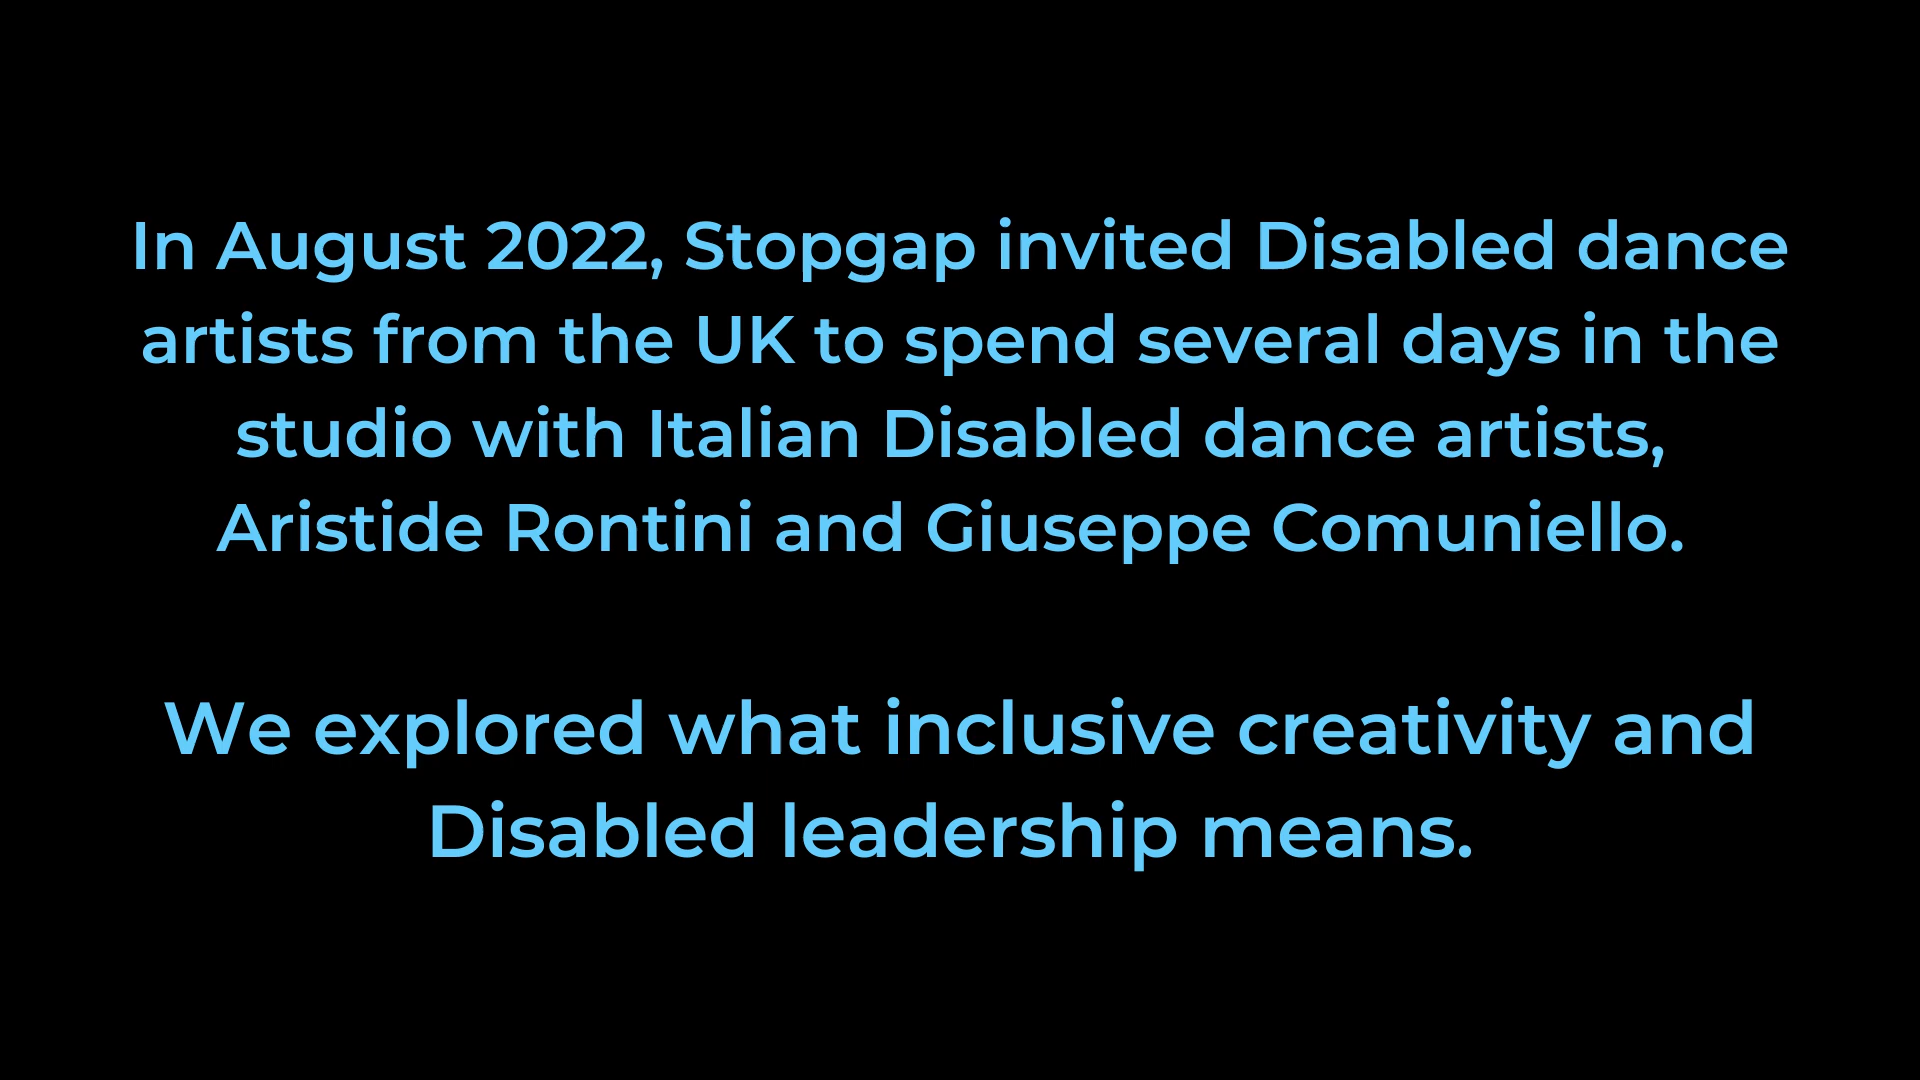 In August 2022, Stopgap invited Disabled dance
artists from the UK to spend several days in the
studio with Italian Disabled dance artists,
Aristide Rontini and Giuseppe Comuniello.
We explored what inclusive creativity and
Disabled leadership means.